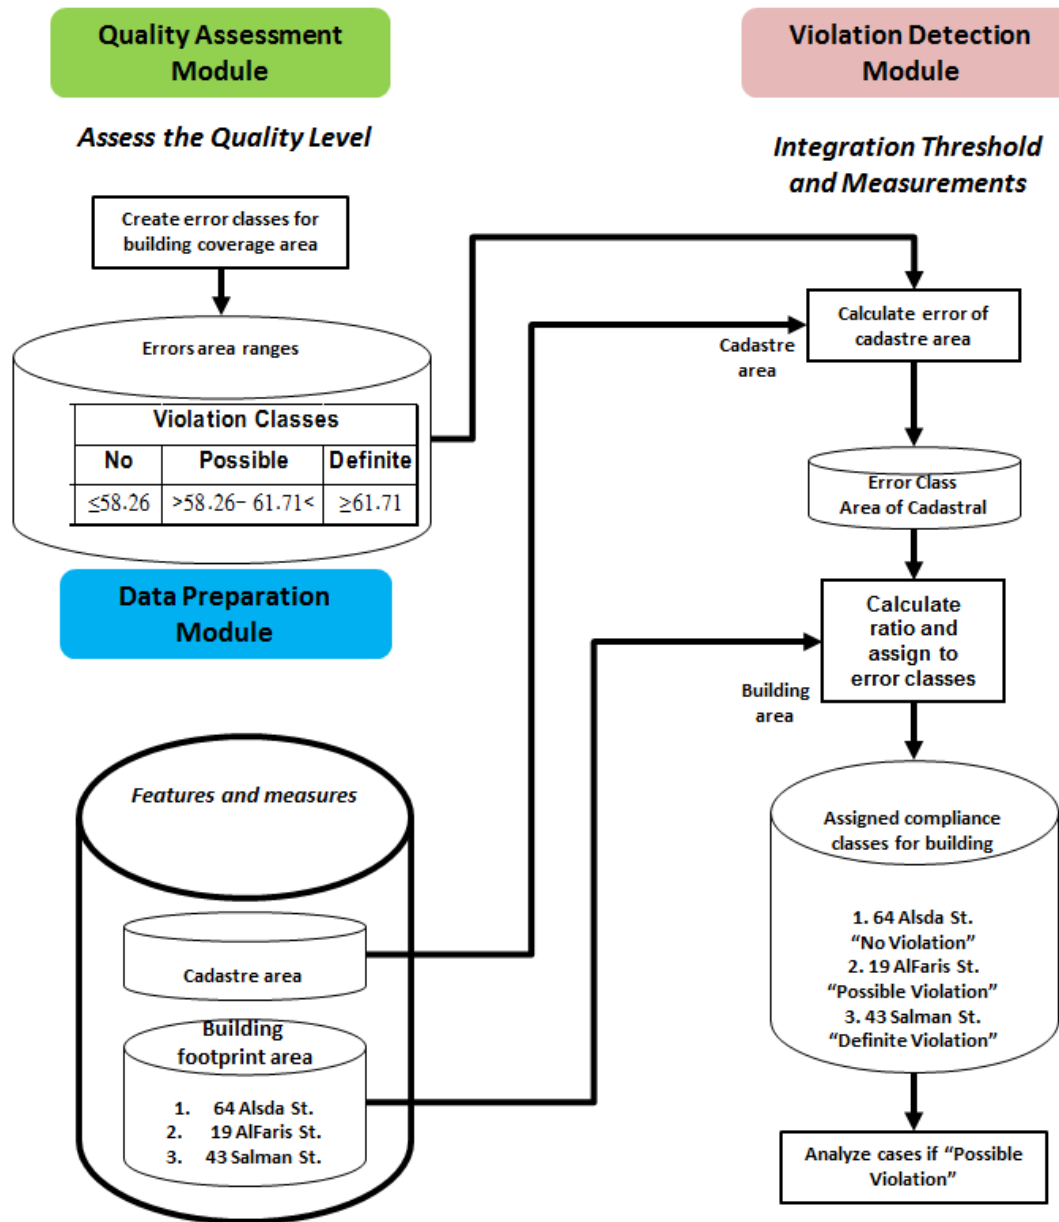 Quality Assessment
Module
Assess the Quality Level
Create error classes for
building coverage area
Errors area ranges
Violation Classes
No Possible Definite
≤58.26 >58.26– 61.71< ≥61.71
Data Preparation
Module
Features and measures
Cadastre area
Building
footprint area
1. 64 Alsda St.
2. 19 AlFaris St.
3. 43 Salman St.
Violation Detection
Module
Integration Threshold
and Measurements
Calculate error of
cadastre area
Cadastre
area
Error Class
Area of Cadastral
Calculate
ratio and
assign to
error classes
Building
area
Assigned compliance
classes for building
1. 64 Alsda St.
“No Violation”
2. 19 AlFaris St.
“Possible Violation”
3. 43 Salman St.
“Definite Violation”
Analyze cases if “Possible
Violation”